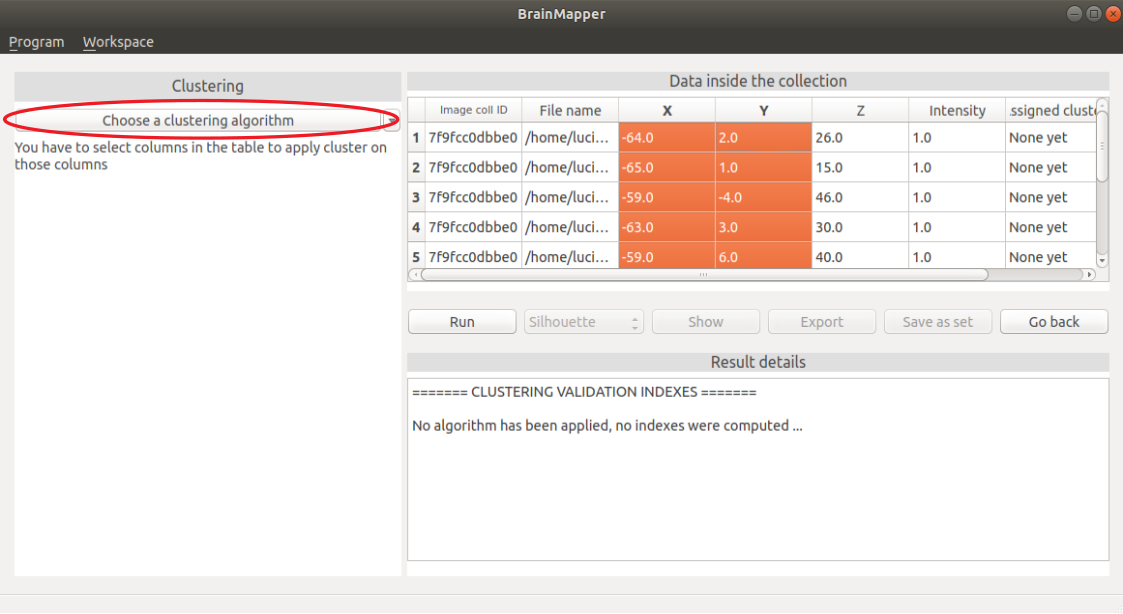 BrainMapper
Program Workspace
Clustering
Choose a clustering algorithm
You have to select columns in the table to apply cluster on
those columns
Data inside the collection
Image coll ID File name X Y Z Intensity ssigned cluste
1 7f9fcc0dbbe0 /home/luci... -64.0 2.0 26.0 1.0 None yet
2 7f9fcc0dbbe0 /home/luci... -65.0 1.0 15.0 1.0 None yet
3 7f9fcc0dbbe0 /home/luci... -59.0 -4.0 46.0 1.0 None yet
4 7f9fcc0dbbe0 /home/luci... -63.0 3.0 30.0 1.0 None yet
5 7f9fcc0dbbe0 /home/luci... -59.0 6.0 40.0 1.0 None yet
Run Silhouette Show Export Save as set Go back
Result details
======= CLUSTERING VALIDATION INDEXES =======
No algorithm has been applied, no indexes were computed ...